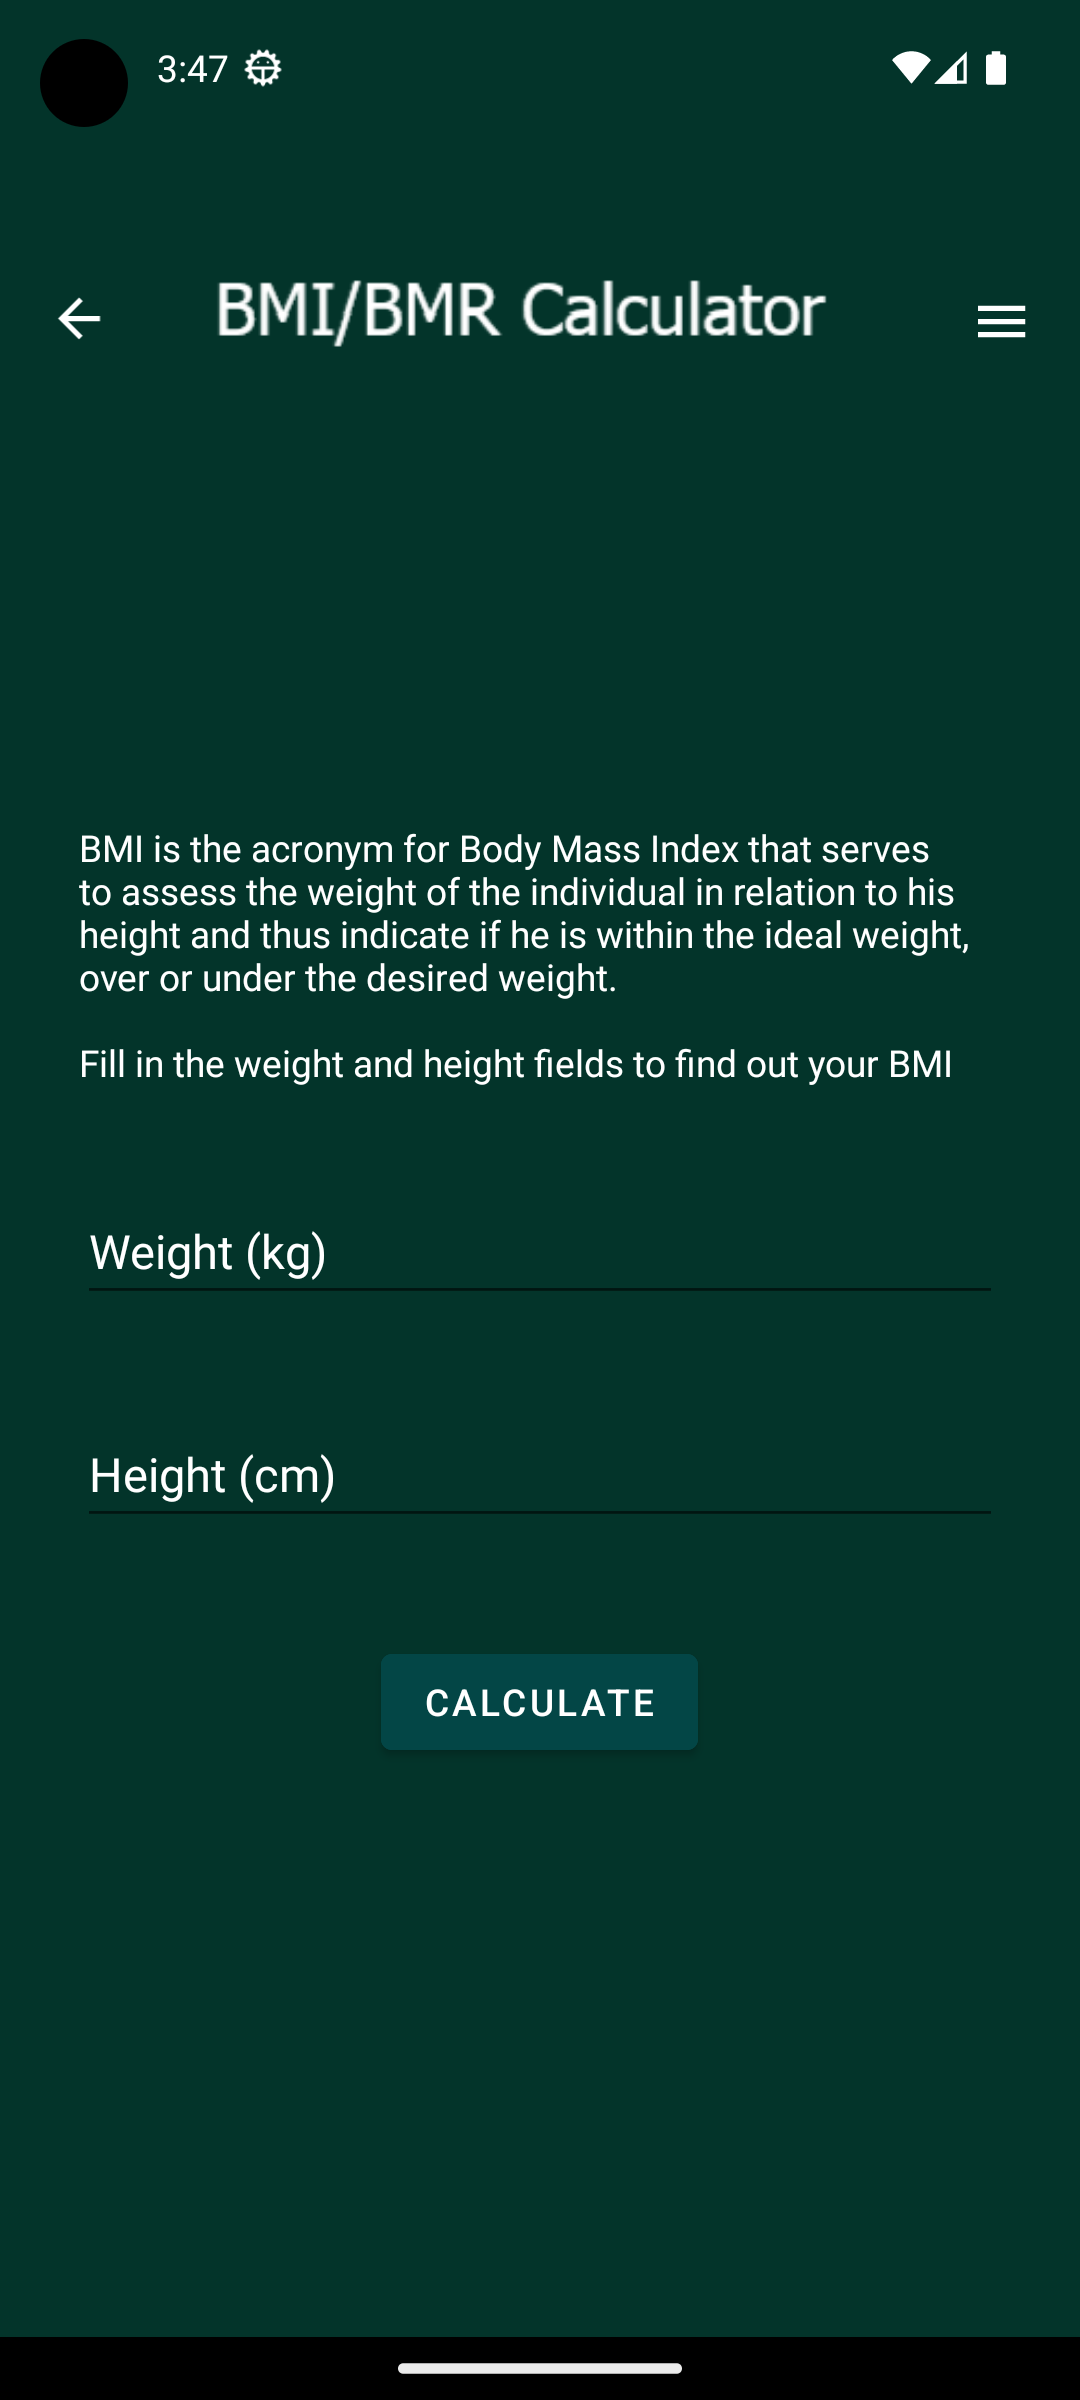 3:47
BMI/BMR Calculator
BMI is the acronym for Body Mass Index that serves
to assess the weight of the individual in relation to his
height and thus indicate if he is within the ideal weight,
over or under the desired weight.
Fill in the weight and height fields to find out your BMI
Weight (kg)
Height (cm)
CALCULATE